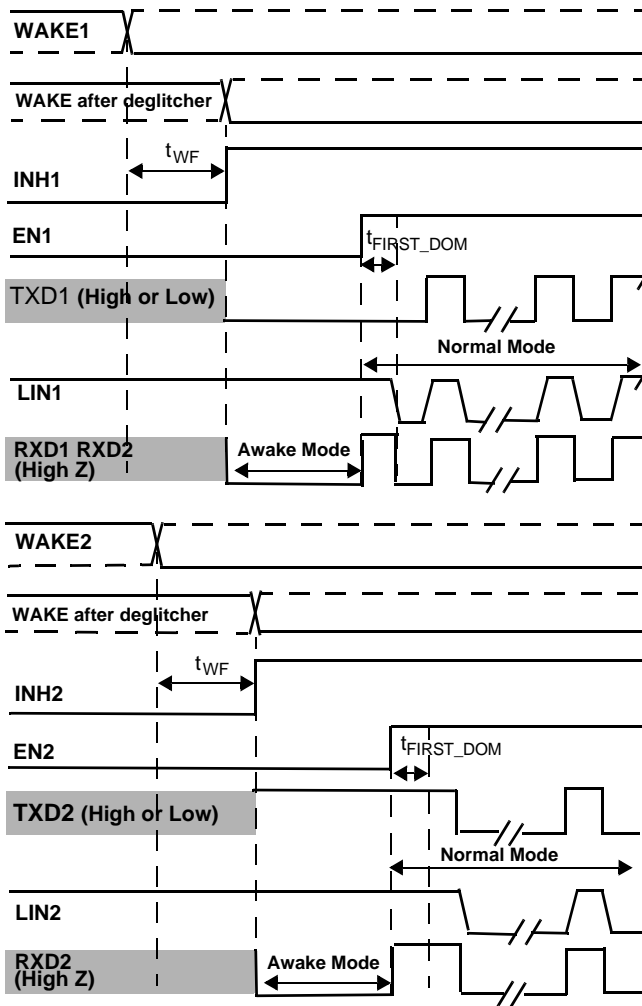 WAKE1
WAKE after deglitcher
tWF
INH1
EN1
tFIRST_DOM
TXD1 (High or Low)
Normal Mode
LIN1
RXD1 RXD2
(High Z)
Awake Mode
WAKE2
WAKE after deglitcher
tWF
INH2
EN2
tFIRST_DOM
TXD2 (High or Low)
Normal Mode
LIN2
RXD2
(High Z)
Awake Mode